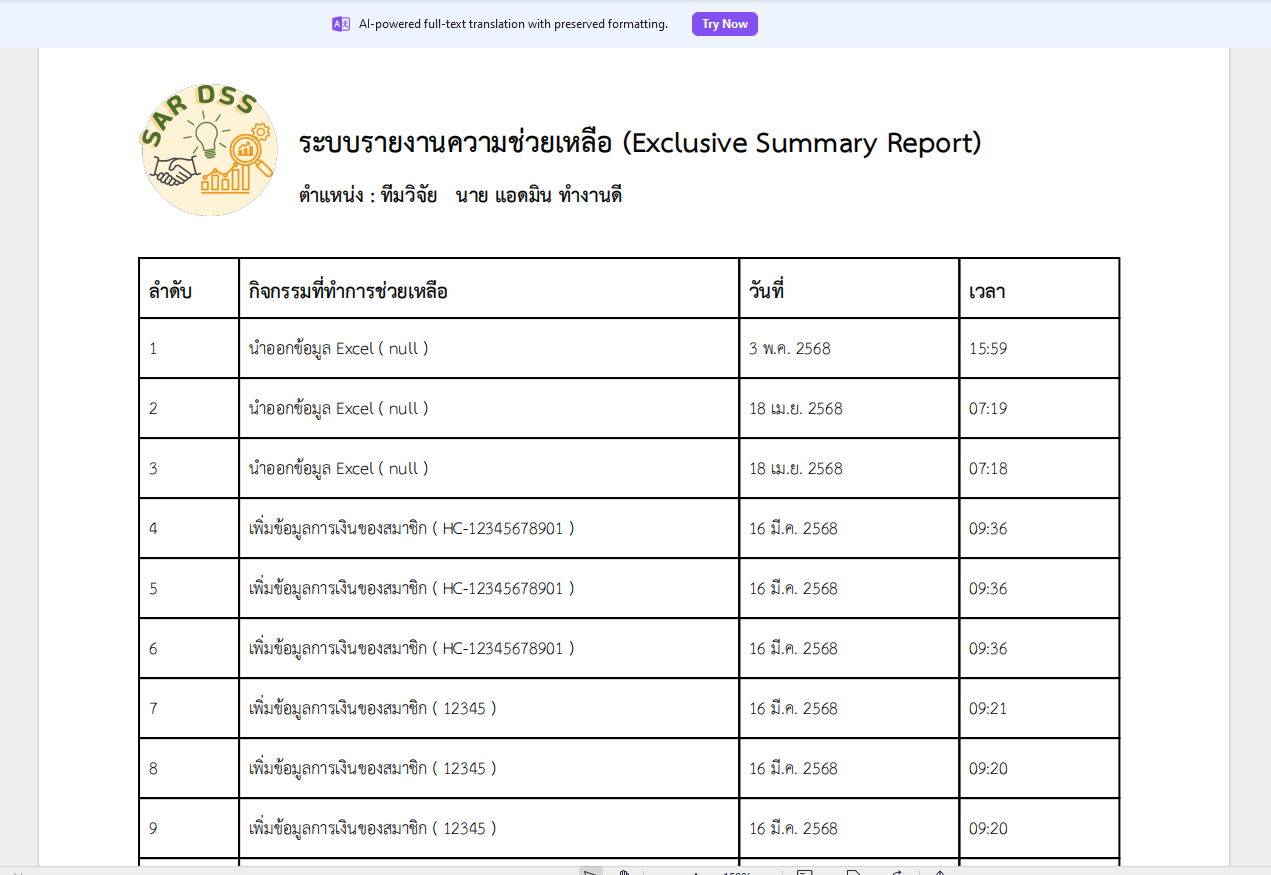 AI-powered full-text translation with preserved formatting. Try Now
SAR DSS
ระบบรายงานความช่วยเหลือ (Exclusive Summary Report)
ตำแหน่ง : ทีมวิจัย นาย แอดมิน ทำงานดี
ลำดับ กิจกรรมที่ทำการช่วยเหลือ วันที่ เวลา
1 นำออกข้อมูล Excel ( null ) 3 พ.ค. 2568 15:59
2 นำออกข้อมูล Excel ( null ) 18 เม.ย. 2568 07:19
3 นำออกข้อมูล Excel ( null ) 18 เม.ย. 2568 07:18
4 เพิ่มข้อมูลการเงินของสมาชิก ( HC-12345678901 ) 16 มี.ค. 2568 09:36
5 เพิ่มข้อมูลการเงินของสมาชิก ( HC-12345678901 ) 16 มี.ค. 2568 09:36
6 เพิ่มข้อมูลการเงินของสมาชิก ( HC-12345678901 ) 16 มี.ค. 2568 09:36
7 เพิ่มข้อมูลการเงินของสมาชิก ( 12345 ) 16 มี.ค. 2568 09:21
8 เพิ่มข้อมูลการเงินของสมาชิก ( 12345 ) 16 มี.ค. 2568 09:20
9 เพิ่มข้อมูลการเงินของสมาชิก ( 12345 ) 16 มี.ค. 2568 09:20